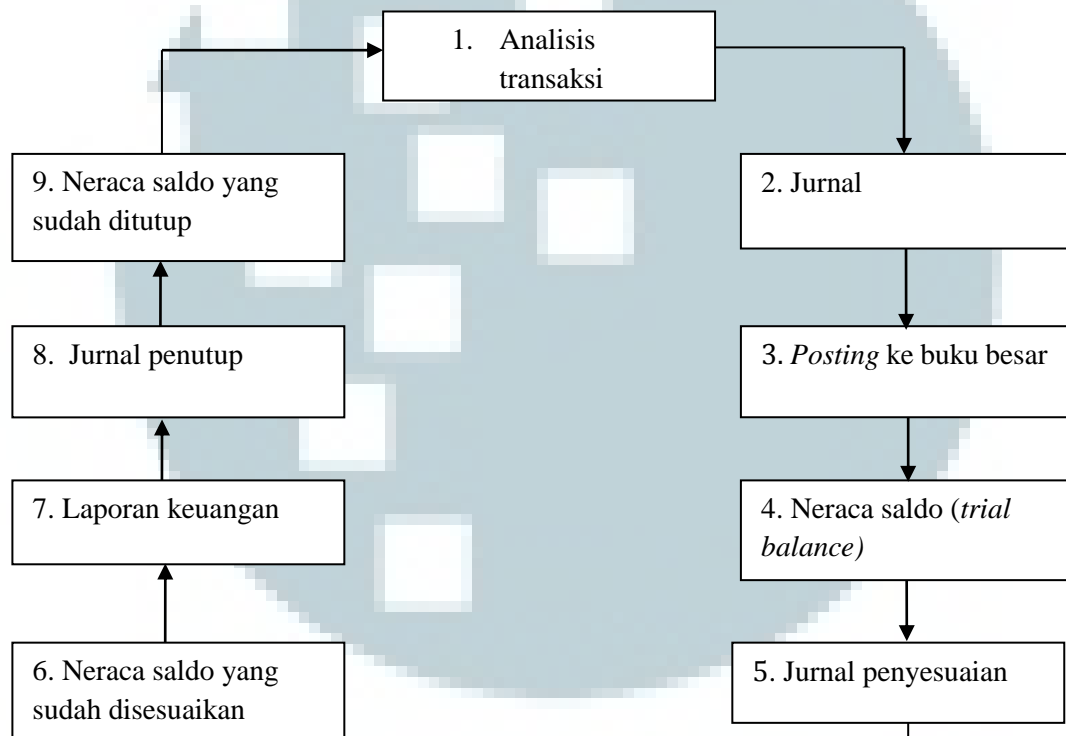 1. Analisis
transaksi
2. Jurnal
3. Posting ke buku besar
4. Neraca saldo (trial
balance)
5. Jurnal penyesuaian
6. Neraca saldo yang
sudah disesuaikan
7. Laporan keuangan
8. Jurnal penutup
9. Neraca saldo yang
sudah ditutup